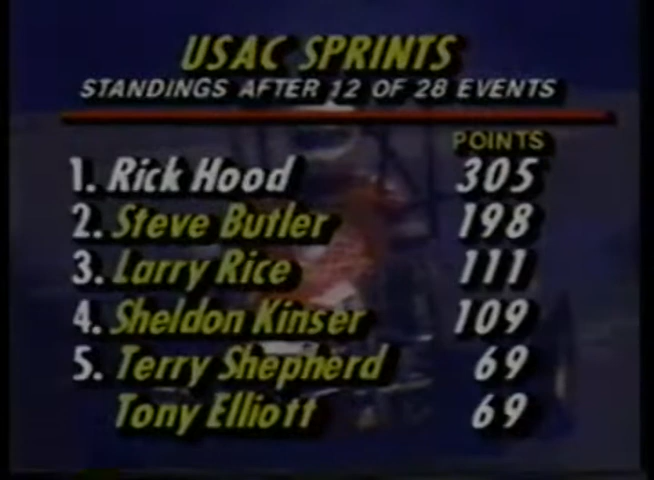 USAC SPRINTS
STANDINGS AFTER 12 OF 28 EVENTS
POINTS
1. Rick Hood 305
2. Steve Butler 198
3. Larry Rice 111
4. Sheldon Kinser 109
5. Terry Shepherd 69
Tony Elliott 69